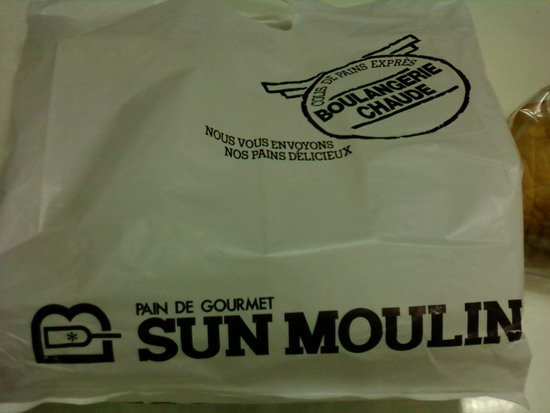 COLIS DE PAINS EXPRÈS
BOULANGERIE
CHAUDE
NOUS VOUS ENVOYONS
NOS PAINS DÉLICIEUX
PAIN DE GOURMET
SUN MOULIN